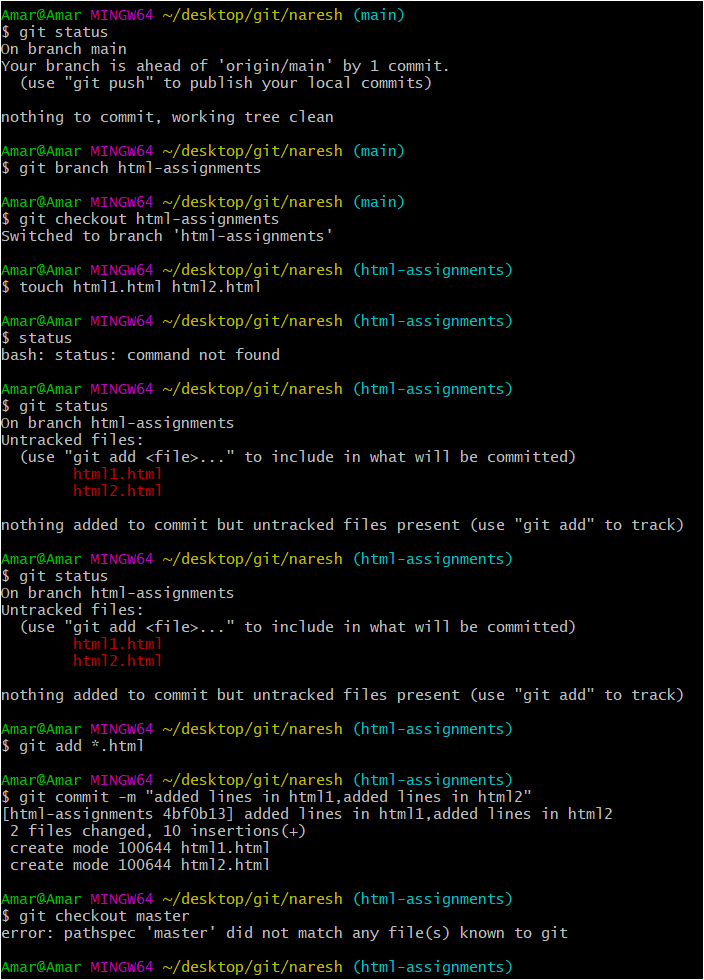 Amar@Amar MINGW64 ~/desktop/git/naresh (main)
$ git status
On branch main
Your branch is ahead of 'origin/main' by 1 commit.
  (use "git push" to publish your local commits)

nothing to commit, working tree clean

Amar@Amar MINGW64 ~/desktop/git/naresh (main)
$ git branch html-assignments

Amar@Amar MINGW64 ~/desktop/git/naresh (main)
$ git checkout html-assignments
Switched to branch 'html-assignments'

Amar@Amar MINGW64 ~/desktop/git/naresh (html-assignments)
$ touch html1.html html2.html

Amar@Amar MINGW64 ~/desktop/git/naresh (html-assignments)
$ status
bash: status: command not found

Amar@Amar MINGW64 ~/desktop/git/naresh (html-assignments)
$ git status
On branch html-assignments
Untracked files:
  (use "git add <file>..." to include in what will be committed)
        html1.html
        html2.html

nothing added to commit but untracked files present (use "git add" to track)

Amar@Amar MINGW64 ~/desktop/git/naresh (html-assignments)
$ git status
On branch html-assignments
Untracked files:
  (use "git add <file>..." to include in what will be committed)
        html1.html
        html2.html

nothing added to commit but untracked files present (use "git add" to track)

Amar@Amar MINGW64 ~/desktop/git/naresh (html-assignments)
$ git add *.html

Amar@Amar MINGW64 ~/desktop/git/naresh (html-assignments)
$ git commit -m "added lines in html1,added lines in html2"
[html-assignments 4bf0b13] added lines in html1,added lines in html2
 2 files changed, 10 insertions(+)
 create mode 100644 html1.html
 create mode 100644 html2.html

Amar@Amar MINGW64 ~/desktop/git/naresh (html-assignments)
$ git checkout master
error: pathspec 'master' did not match any file(s) known to git

Amar@Amar MINGW64 ~/desktop/git/naresh (html-assignments)